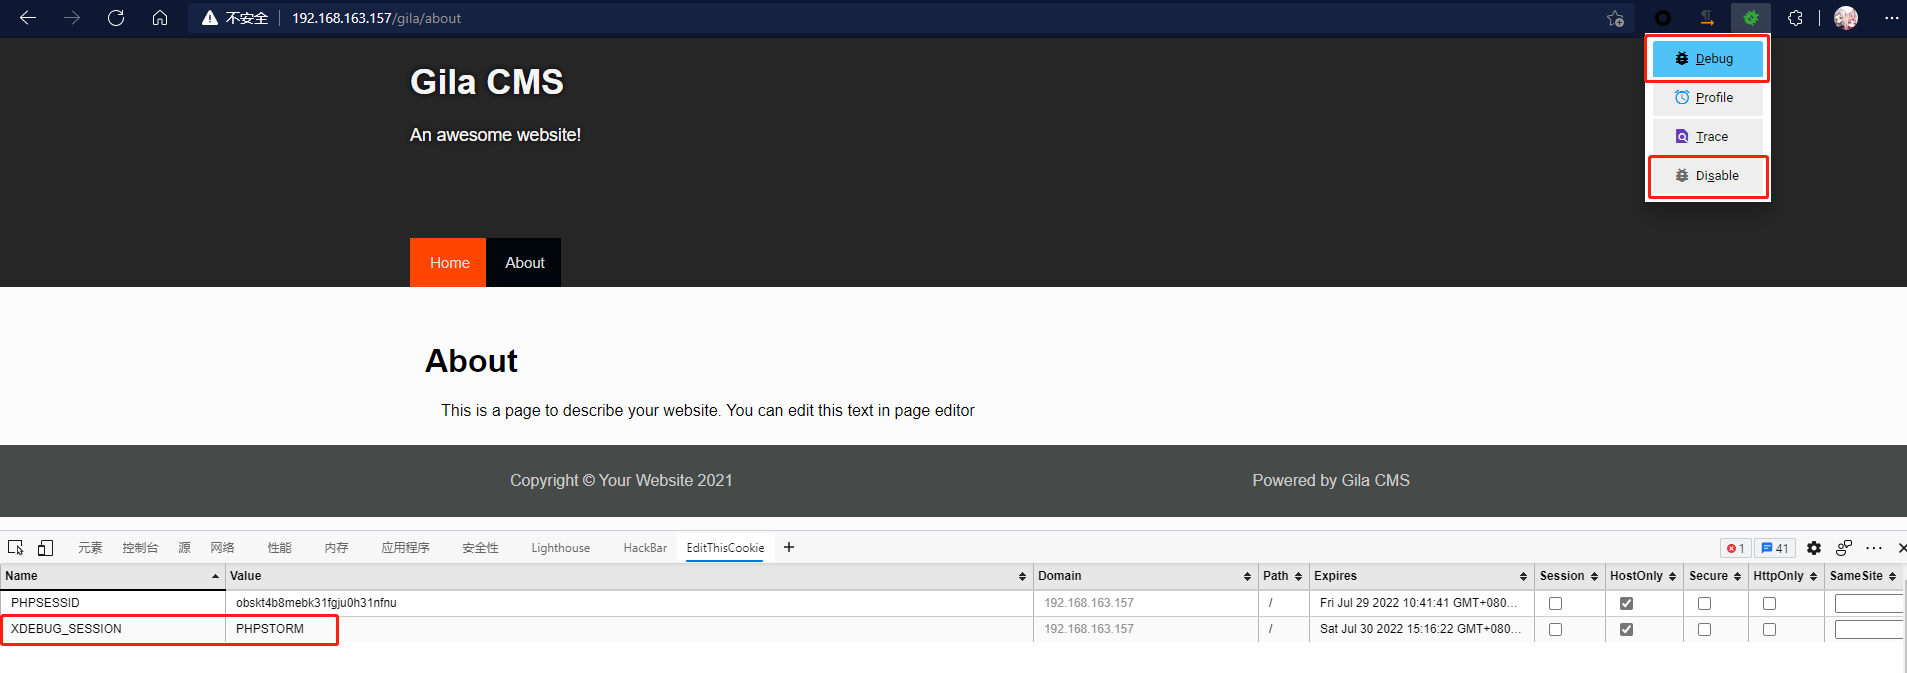 不安全 192.168.163.157/gila/about
Debug
Profile
Trace
Disable
Gila CMS
An awesome website!
Home About
About
This is a page to describe your website. You can edit this text in page editor
Copyright © Your Website 2021 Powered by Gila CMS
元素 控制台 源 网络 性能 内存 应用程序 安全性 Lighthouse HackBar EditThisCookie + 1 41
Name Value Domain Path Expires Session HostOnly Secure HttpOnly SameSite
PHPSESSID obskt4b8mebk31fgju0h31nfnu 192.168.163.157 / Fri Jul 29 2022 10:41:41 GMT+080...
XDEBUG_SESSION PHPSTORM 192.168.163.157 / Sat Jul 30 2022 15:16:22 GMT+080...